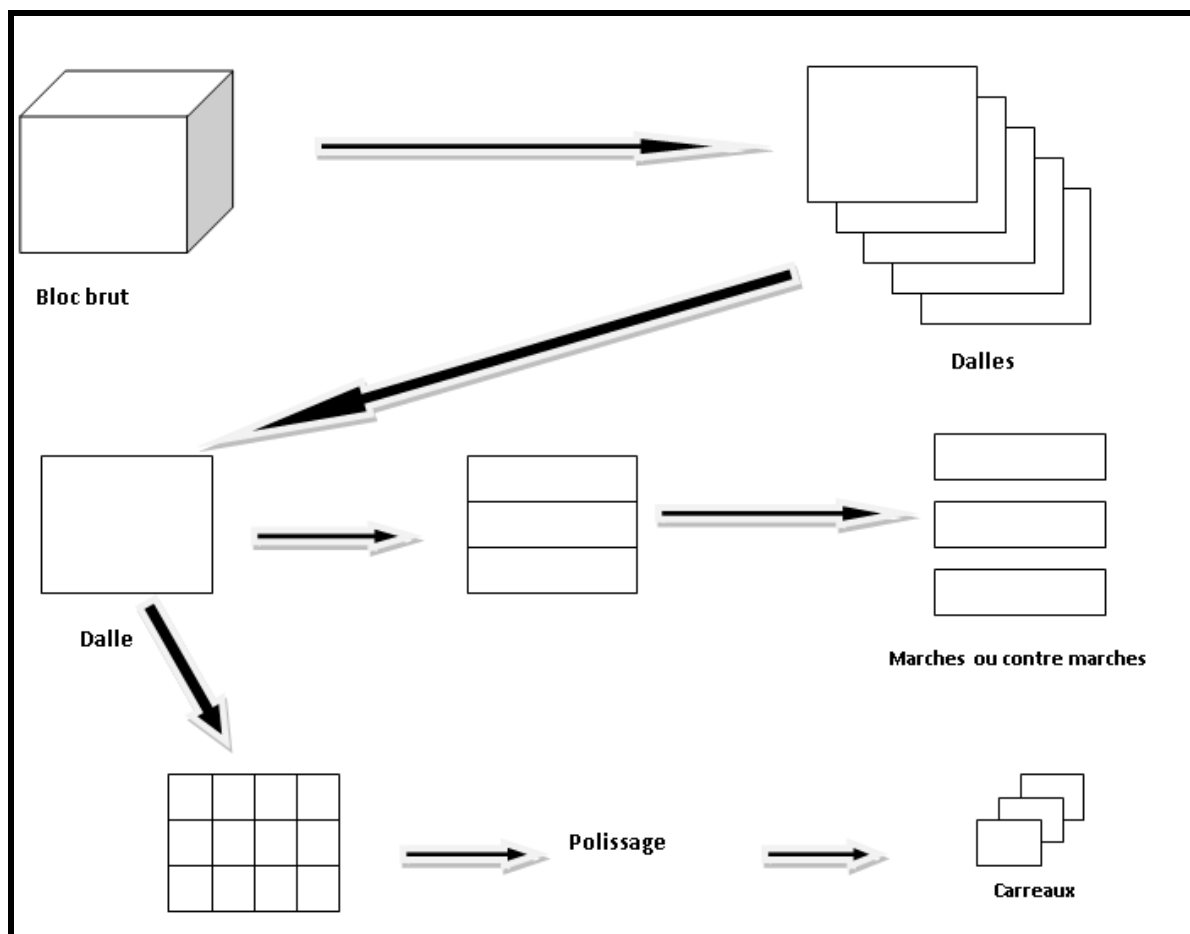 Bloc brut
Dalles
Dalle
Marches ou contre marches
Polissage
Carreaux